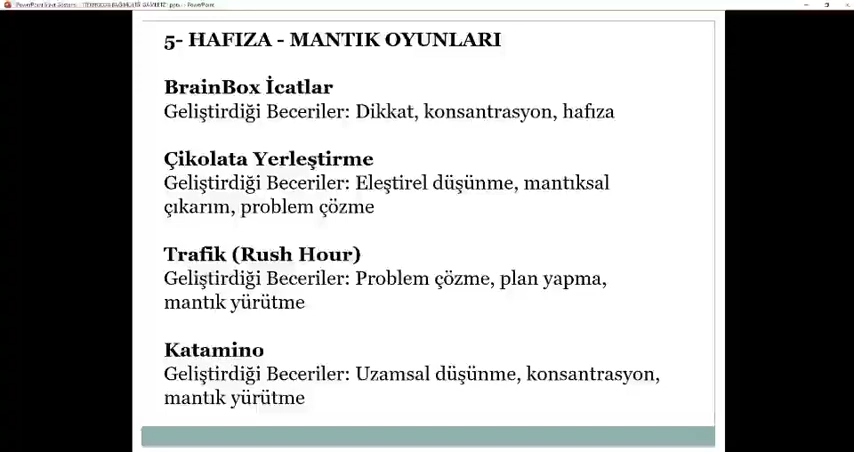 5- HAFIZA - MANTIK OYUNLARI
BrainBox İcatlar
Geliştirdiği Beceriler: Dikkat, konsantrasyon, hafıza
Çikolata Yerleştirme
Geliştirdiği Beceriler: Eleştirel düşünme, mantıksal
çıkarım, problem çözme
Trafik (Rush Hour)
Geliştirdiği Beceriler: Problem çözme, plan yapma,
mantık yürütme
Katamino
Geliştirdiği Beceriler: Uzamsal düşünme, konsantrasyon,
mantık yürütme